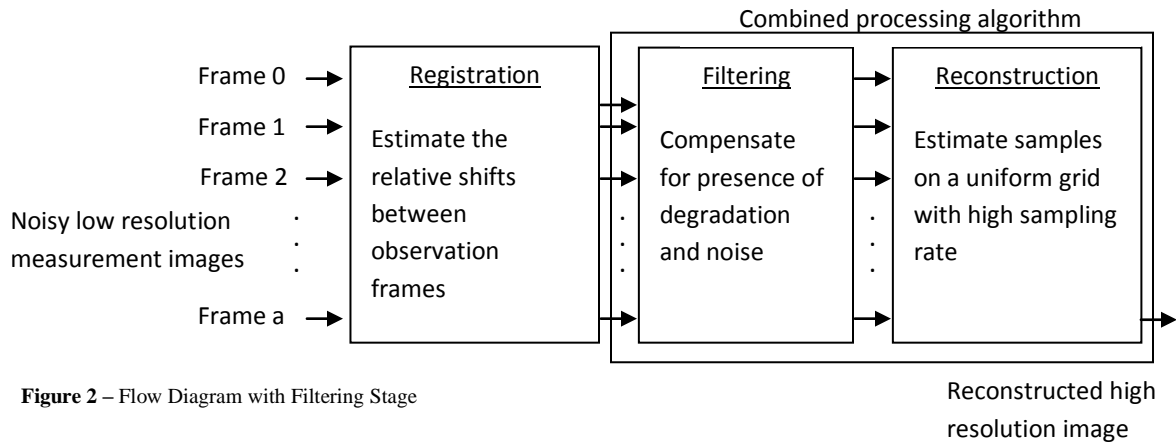 Combined processing algorithm
Frame 0
Frame 1
Frame 2
.
.
.
Frame a
Noisy low resolution
measurement images
Registration
Estimate the
relative shifts
between
observation
frames
.
.
.
Filtering
Compensate
for presence of
degradation
and noise
.
.
.
Reconstruction
Estimate samples
on a uniform grid
with high sampling
rate
Reconstructed high
resolution image
Figure 2 – Flow Diagram with Filtering Stage